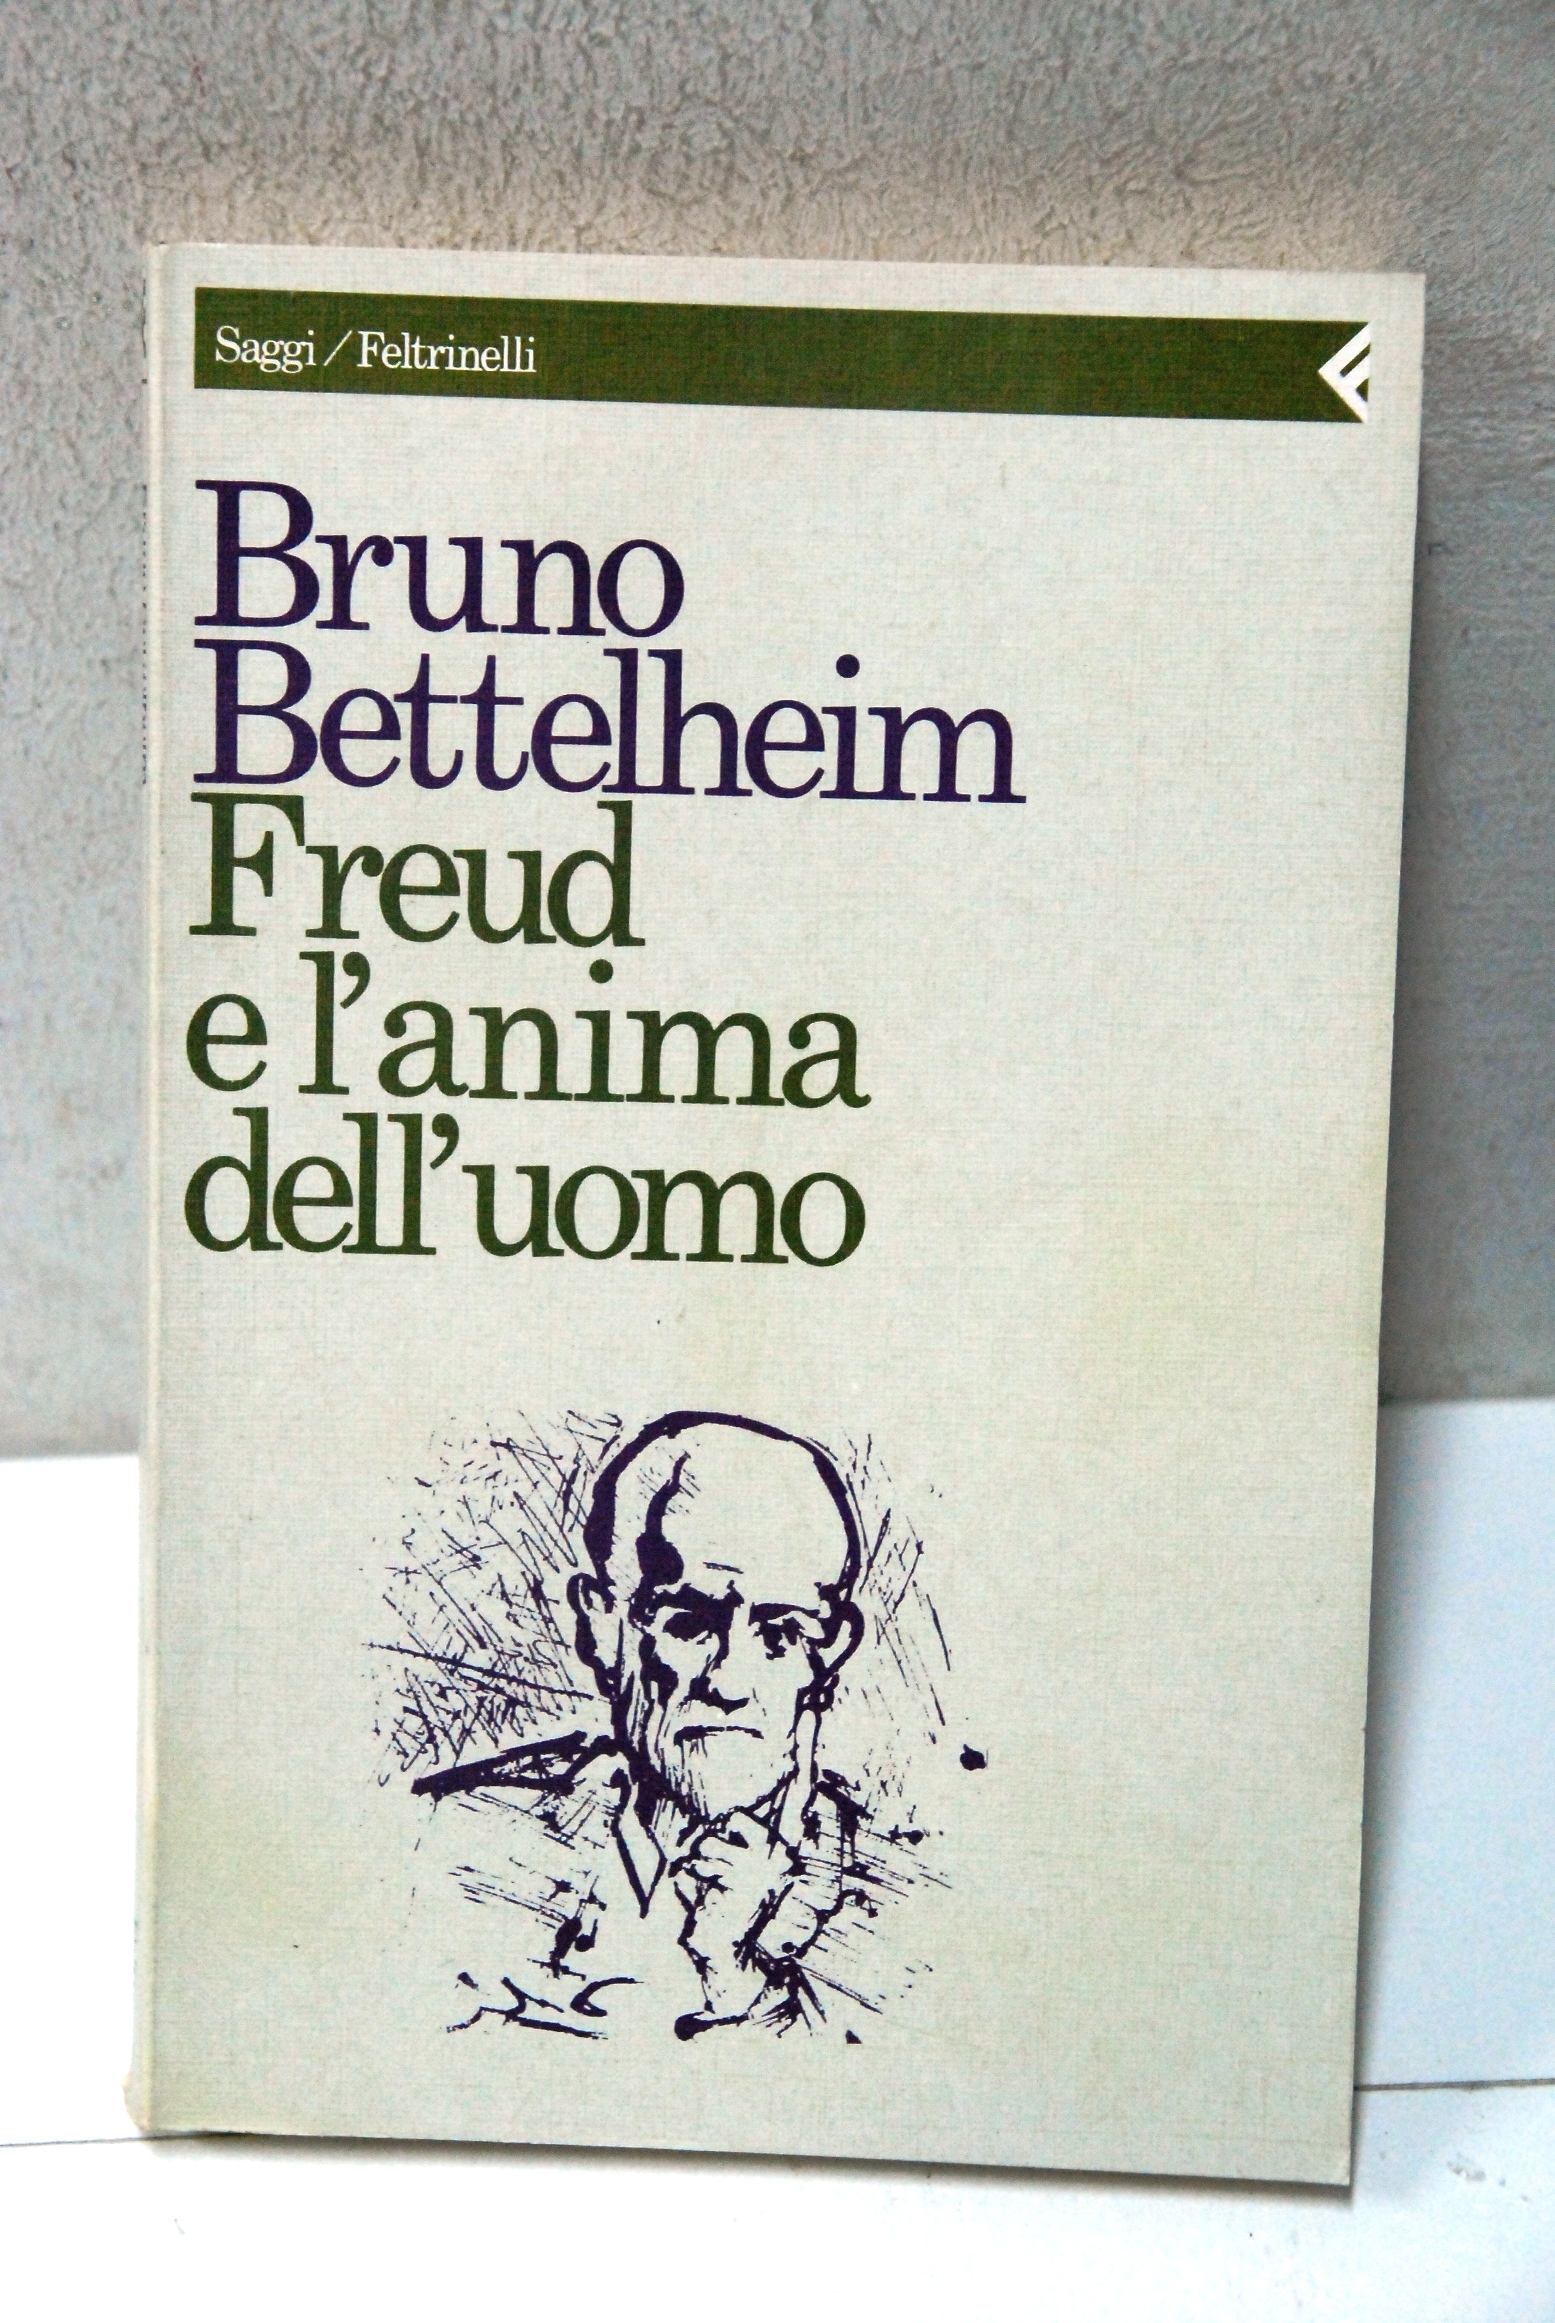 Saggi/Feltrinelli
Bruno
Bettelheim
Freud
e l'anima
dell'uomo